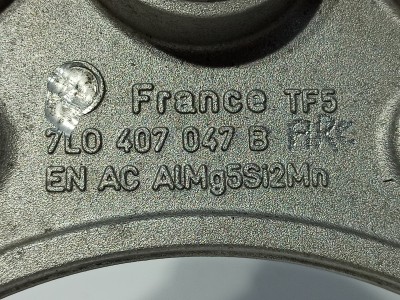 France TF5
7L0 407 047 B
EN AC AlMg5Si2Mn